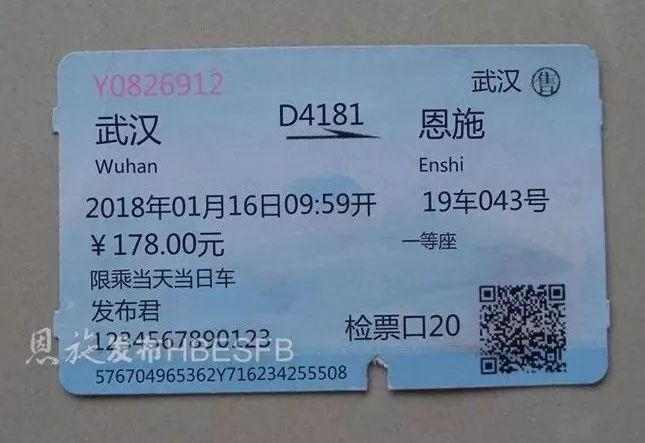 Y0826912 武汉 售
武汉 D4181 恩施
Wuhan Enshi
2018年01月16日09:59开 19车043号
￥178.00元 一等座
限乘当天当日车
发布君
1234567890123 检票口20
恩施发布HBESFB
576704965362Y716234255508